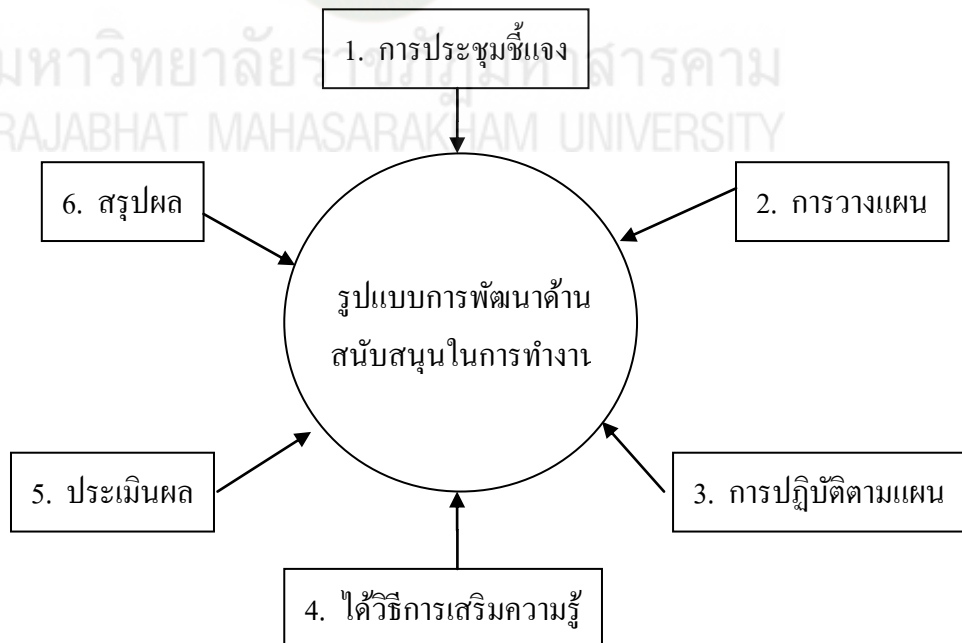 มหาวิทยาลัยราชภัฏมหาสารคาม
RAJABHAT MAHASARAKHAM UNIVERSITY
1. การประชุมชี้แจง
6. สรุปผล
2. การวางแผน
รูปแบบการพัฒนาด้าน
สนับสนุนในการทำงาน
5. ประเมินผล
3. การปฏิบัติตามแผน
4. ได้วิธีการเสริมความรู้